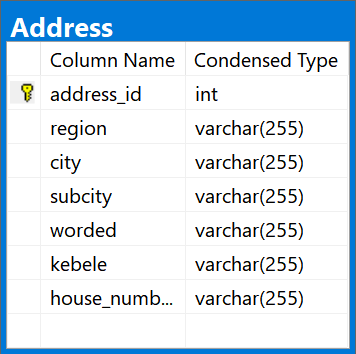 Address
Column Name Condensed Type
address_id int
region varchar(255)
city varchar(255)
subcity varchar(255)
worded varchar(255)
kebele varchar(255)
house_numb... varchar(255)